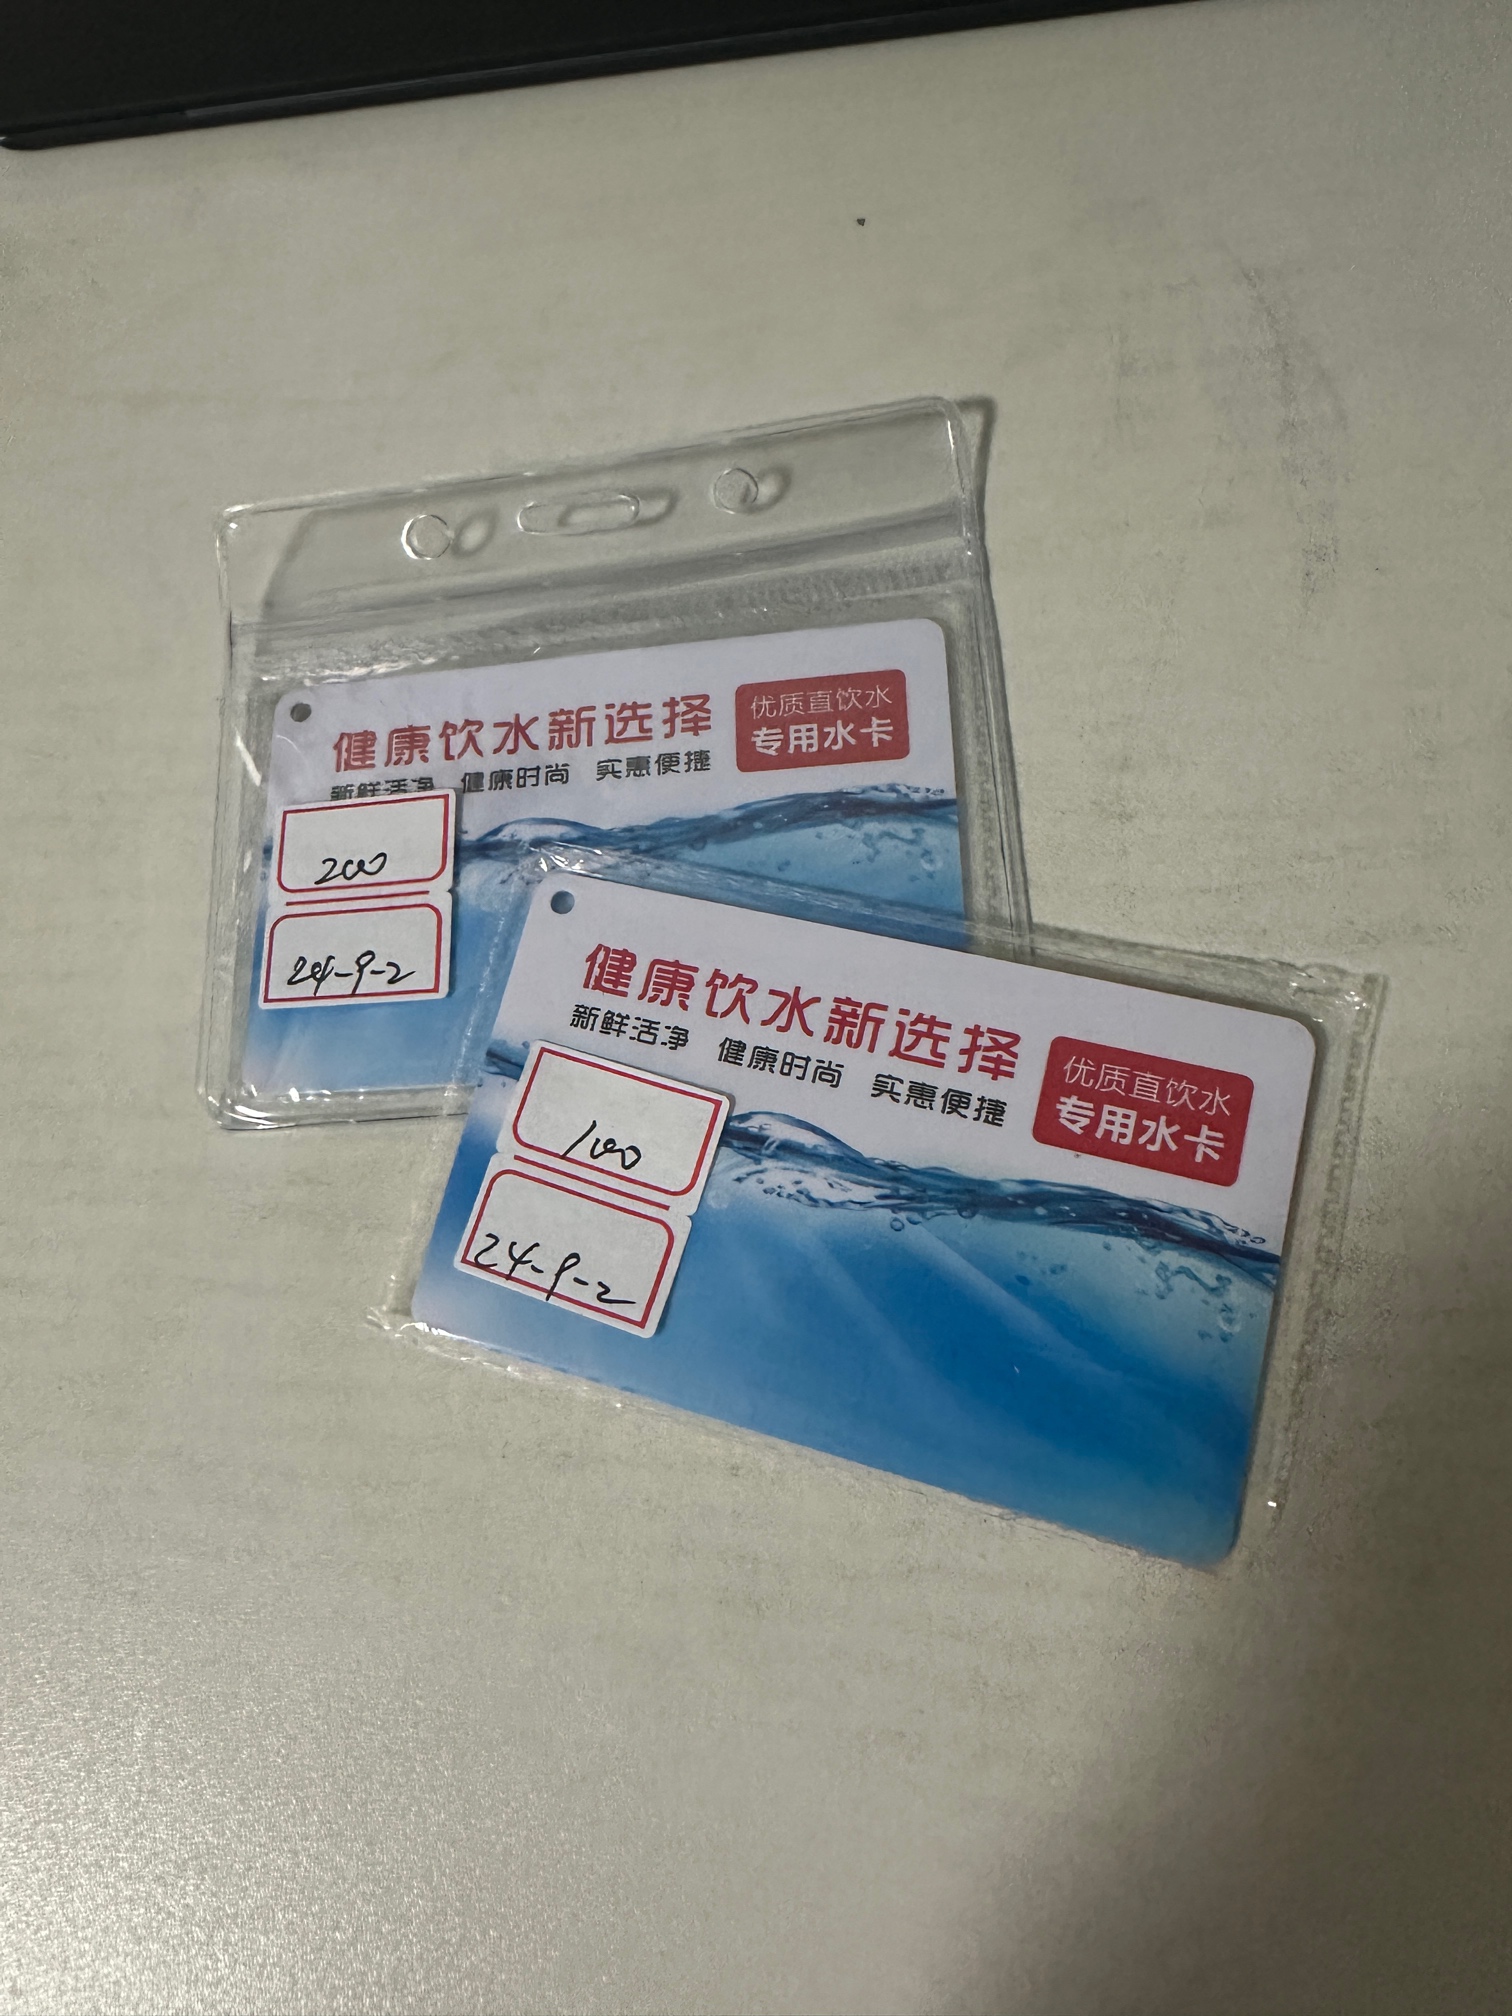 健康饮水新选择
新鲜活净 健康时尚 实惠便捷
优质直饮水
专用水卡
200
24-9-2
健康饮水新选择
新鲜活净 健康时尚 实惠便捷
优质直饮水
专用水卡
100
24-9-2